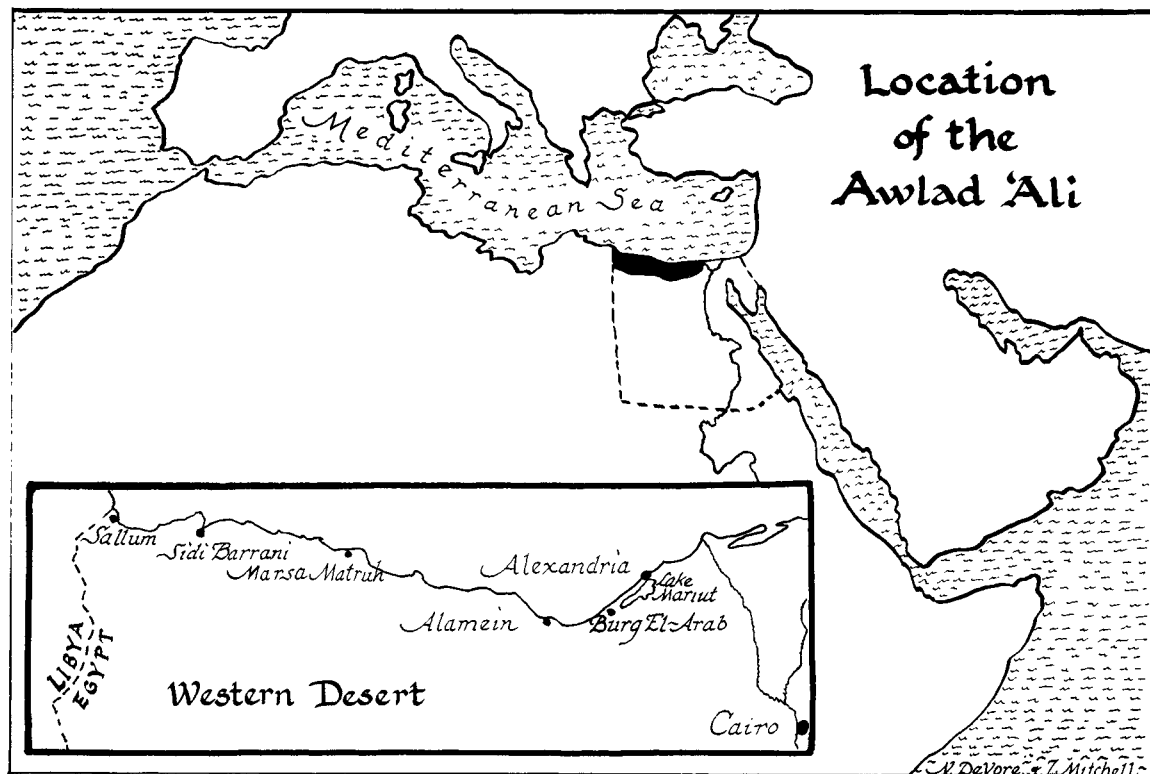 Location
of the
Awlad 'Ali
Mediterranean Sea
Sallum
Sidi Barrani
Marsa Matruh
Alexandria
Lake
Mariut
Alamein
Burg El-Arab
LIBYA
EGYPT
Western Desert
Cairo
N. DeVore & T. Mitchell